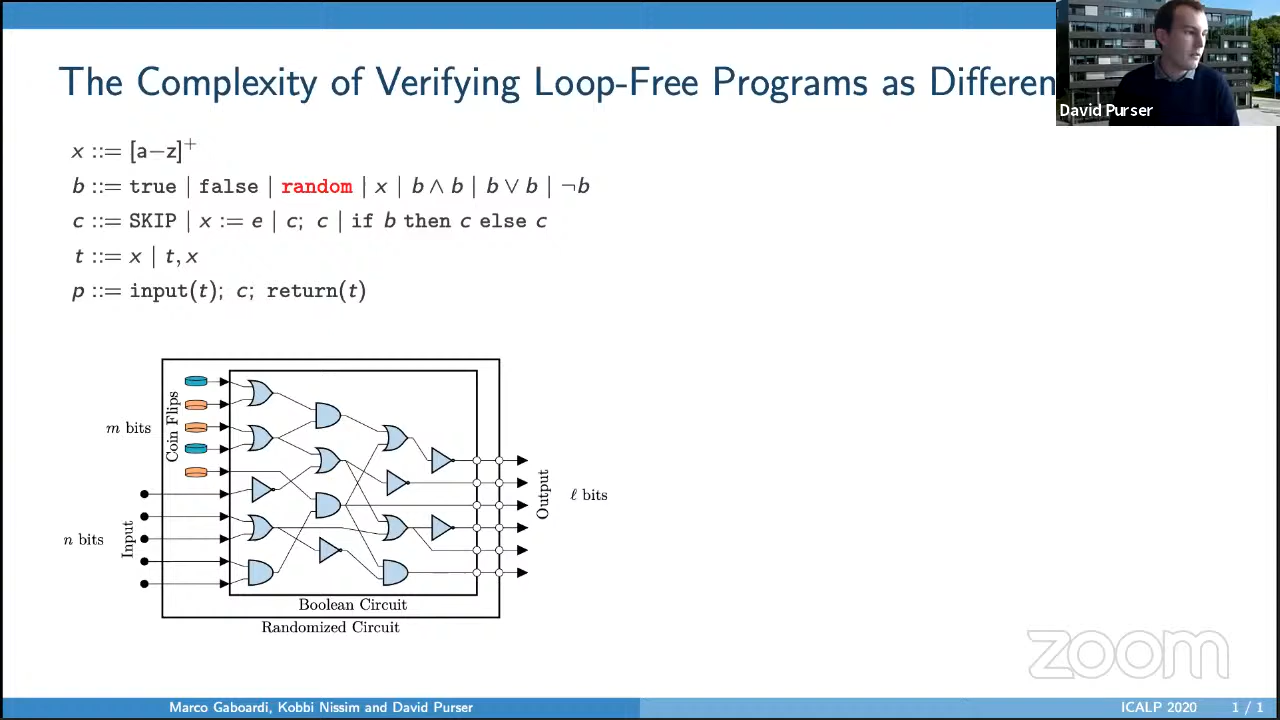 The Complexity of Verifying Loop-Free Programs as Differen
David Purser
x ::= [a−z]⁺
b ::= true | false | random | x | b ∧ b | b ∨ b | ¬b
c ::= SKIP | x := e | c; c | if b then c else c
t ::= x | t, x
p ::= input(t); c; return(t)
Coin Flips
m bits
Input
n bits
Output
ℓ bits
Boolean Circuit
Randomized Circuit
zoom
Marco Gaboardi, Kobbi Nissim and David Purser
ICALP 2020 1 / 1